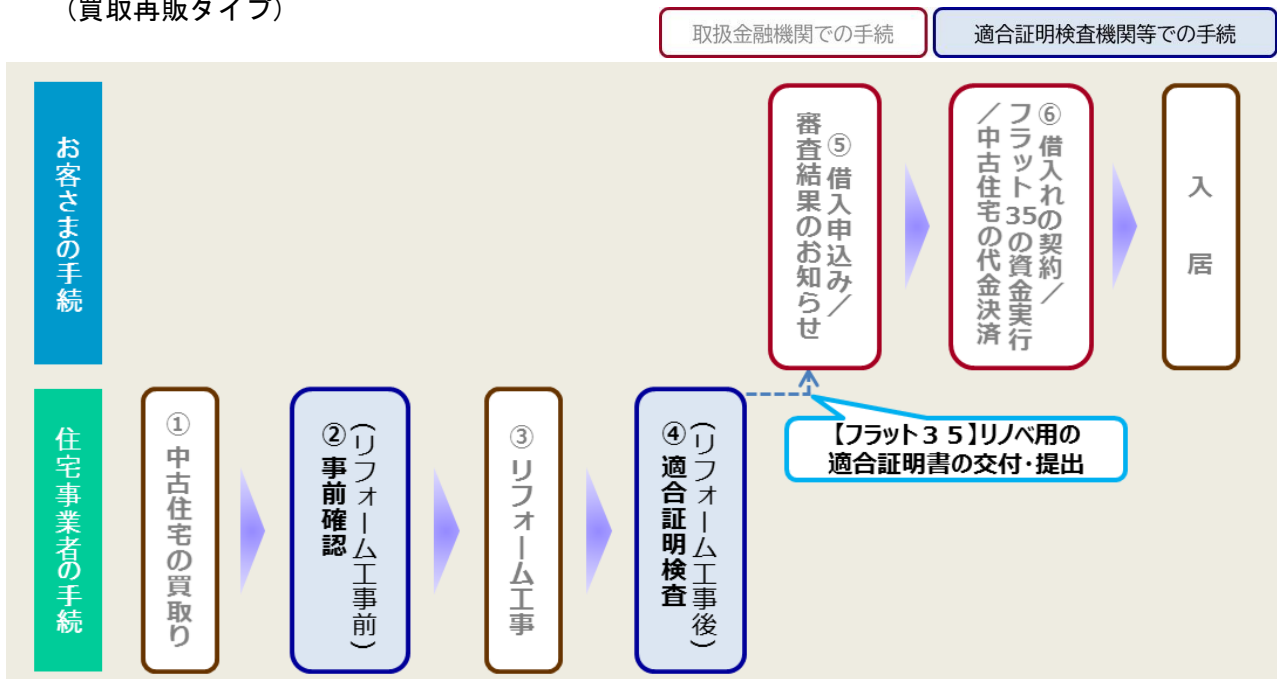 （買取再販タイプ）
取扱金融機関での手続
適合証明検査機関等での手続
お客さまの手続
⑤借入申込み／
審査結果のお知らせ
⑥借入れの契約／
フラット35の資金実行
／中古住宅の代金決済
入居
住宅事業者の手続
①中古住宅の買取り
（リフォーム工事前）
②事前確認
③リフォーム工事
（リフォーム工事後）
④適合証明検査
【フラット３５】リノベ用の
適合証明書の交付・提出